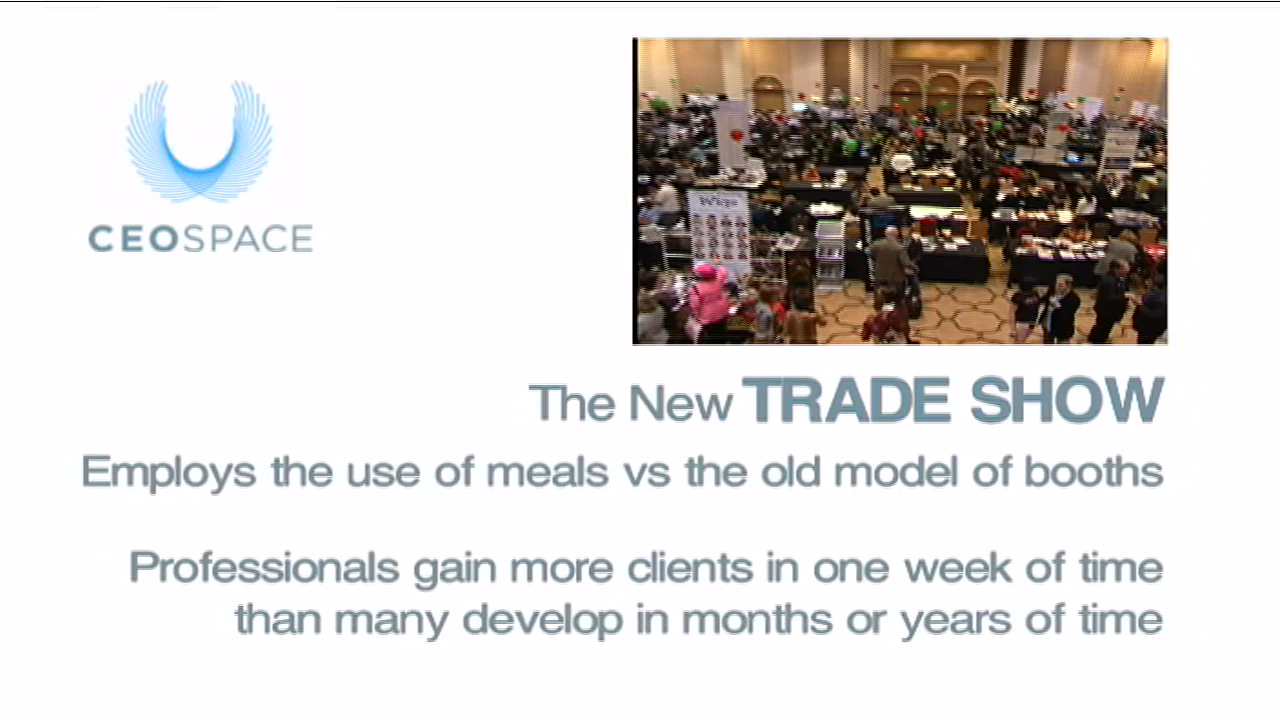 CEOSPACE
The New TRADE SHOW
Employs the use of meals vs the old model of booths
Professionals gain more clients in one week of time
than many develop in months or years of time